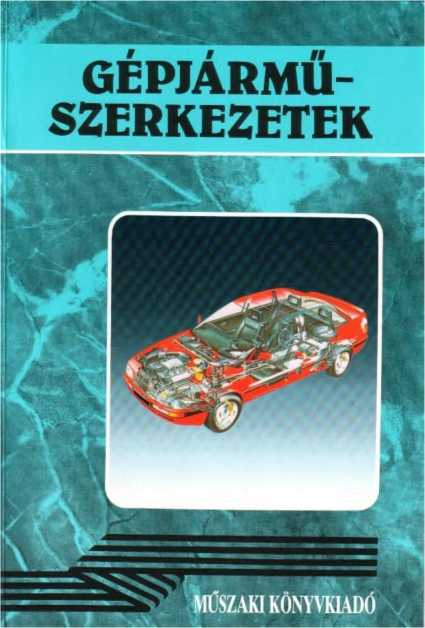 GÉPJÁRMŰ-
SZERKEZETEK
MŰSZAKI KÖNYVKIADÓ